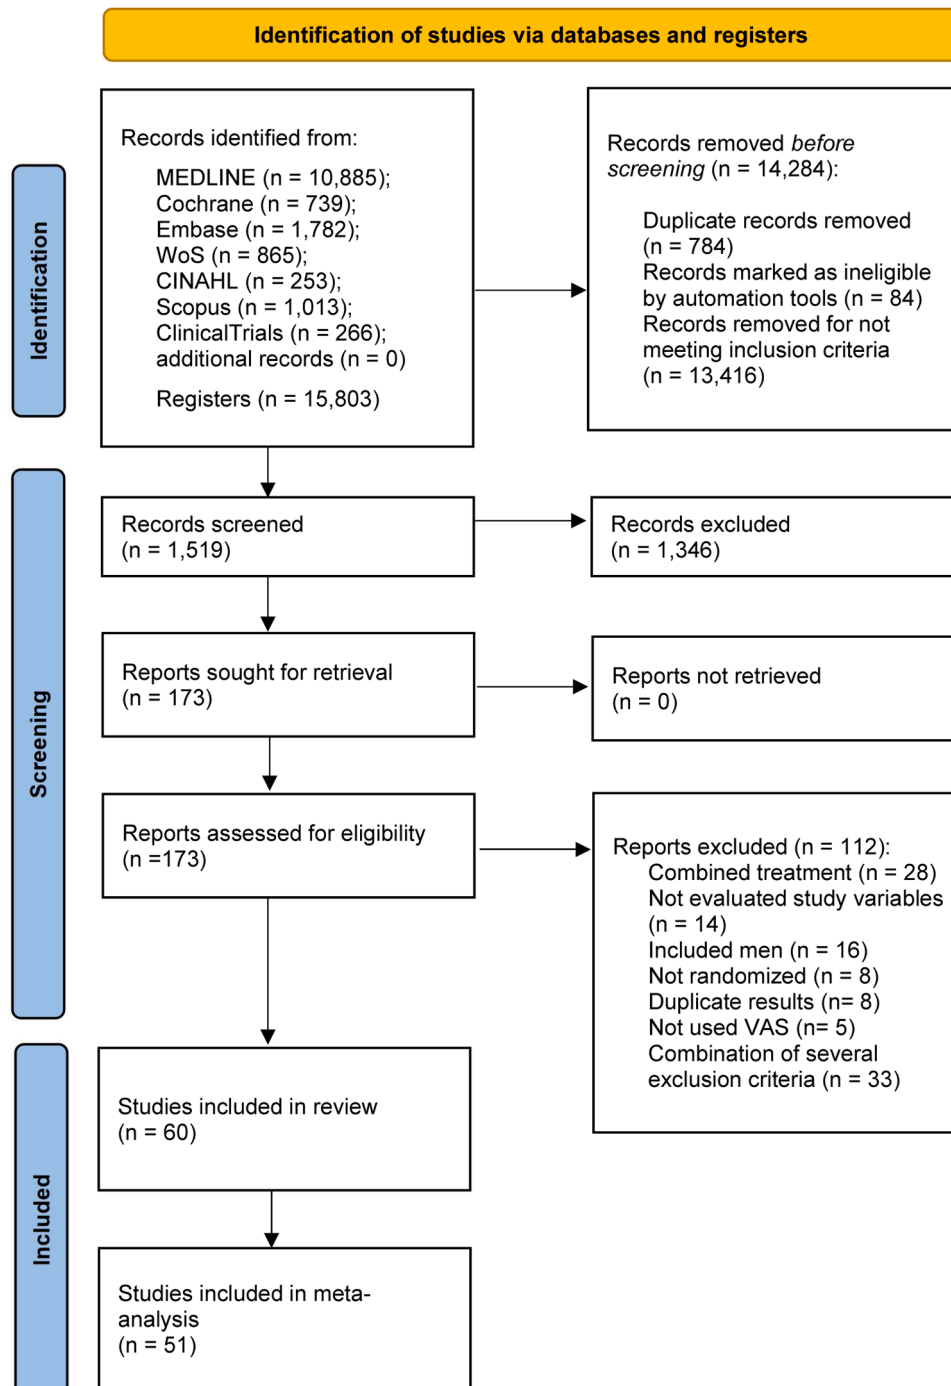 Identification of studies via databases and registers
Identification
Records identified from:
MEDLINE (n = 10,885);
Cochrane (n = 739);
Embase (n = 1,782);
WoS (n = 865);
CINAHL (n = 253);
Scopus (n = 1,013);
ClinicalTrials (n = 266);
additional records (n = 0)
Registers (n = 15,803)
Records removed before
screening (n = 14,284):
Duplicate records removed
(n = 784)
Records marked as ineligible
by automation tools (n = 84)
Records removed for not
meeting inclusion criteria
(n = 13,416)
Screening
Records screened
(n = 1,519)
Records excluded
(n = 1,346)
Reports sought for retrieval
(n = 173)
Reports not retrieved
(n = 0)
Reports assessed for eligibility
(n =173)
Reports excluded (n = 112):
Combined treatment (n = 28)
Not evaluated study variables
(n = 14)
Included men (n = 16)
Not randomized (n = 8)
Duplicate results (n= 8)
Not used VAS (n= 5)
Combination of several
exclusion criteria (n = 33)
Included
Studies included in review
(n = 60)
Studies included in meta-
analysis
(n = 51)